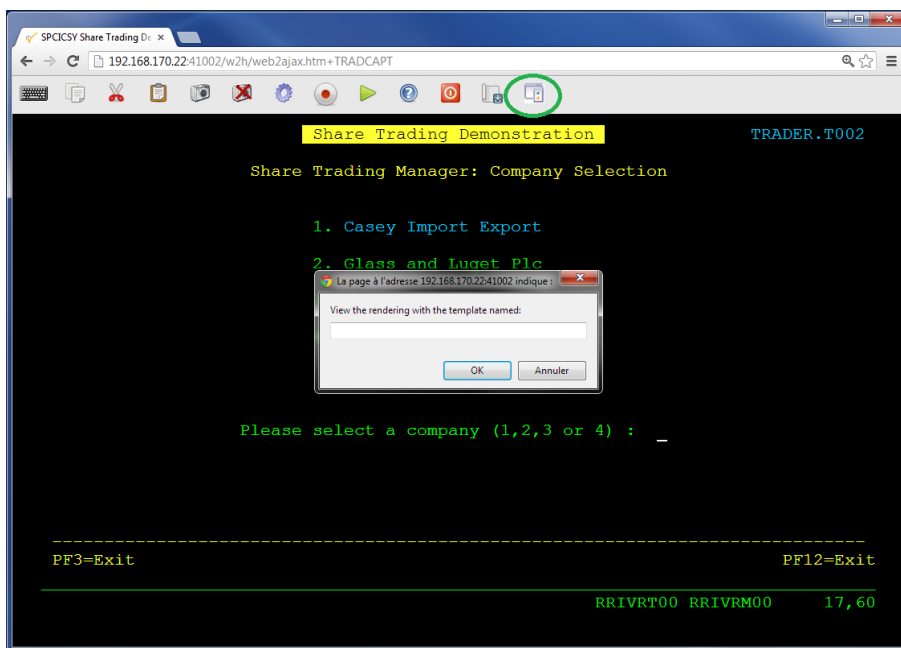 SPCICSY Share Trading De
192.168.170.22:41002/w2h/web2ajax.htm+TRADCAPT
Share Trading Demonstration TRADER.T002
Share Trading Manager: Company Selection
1. Casey Import Export
2. Glass and Luget Plc
La page à l'adresse 192.168.170.22:41002 indique :
View the rendering with the template named:
OK Annuler
Please select a company (1,2,3 or 4) : _
PF3=Exit PF12=Exit
RRIVRT00 RRIVRM00 17,60